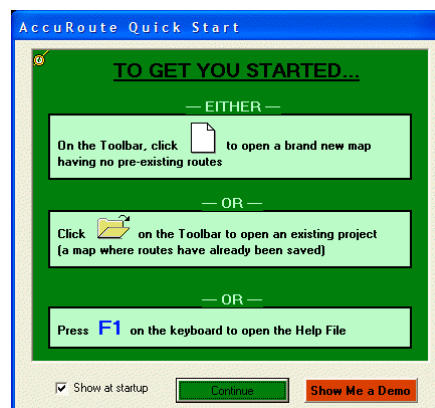 AccuRoute Quick Start
TO GET YOU STARTED...
— EITHER —
On the Toolbar, click to open a brand new map
having no pre-existing routes
— OR —
Click on the Toolbar to open an existing project
(a map where routes have already been saved)
— OR —
Press F1 on the keyboard to open the Help File
Show at startup
Continue
Show Me a Demo